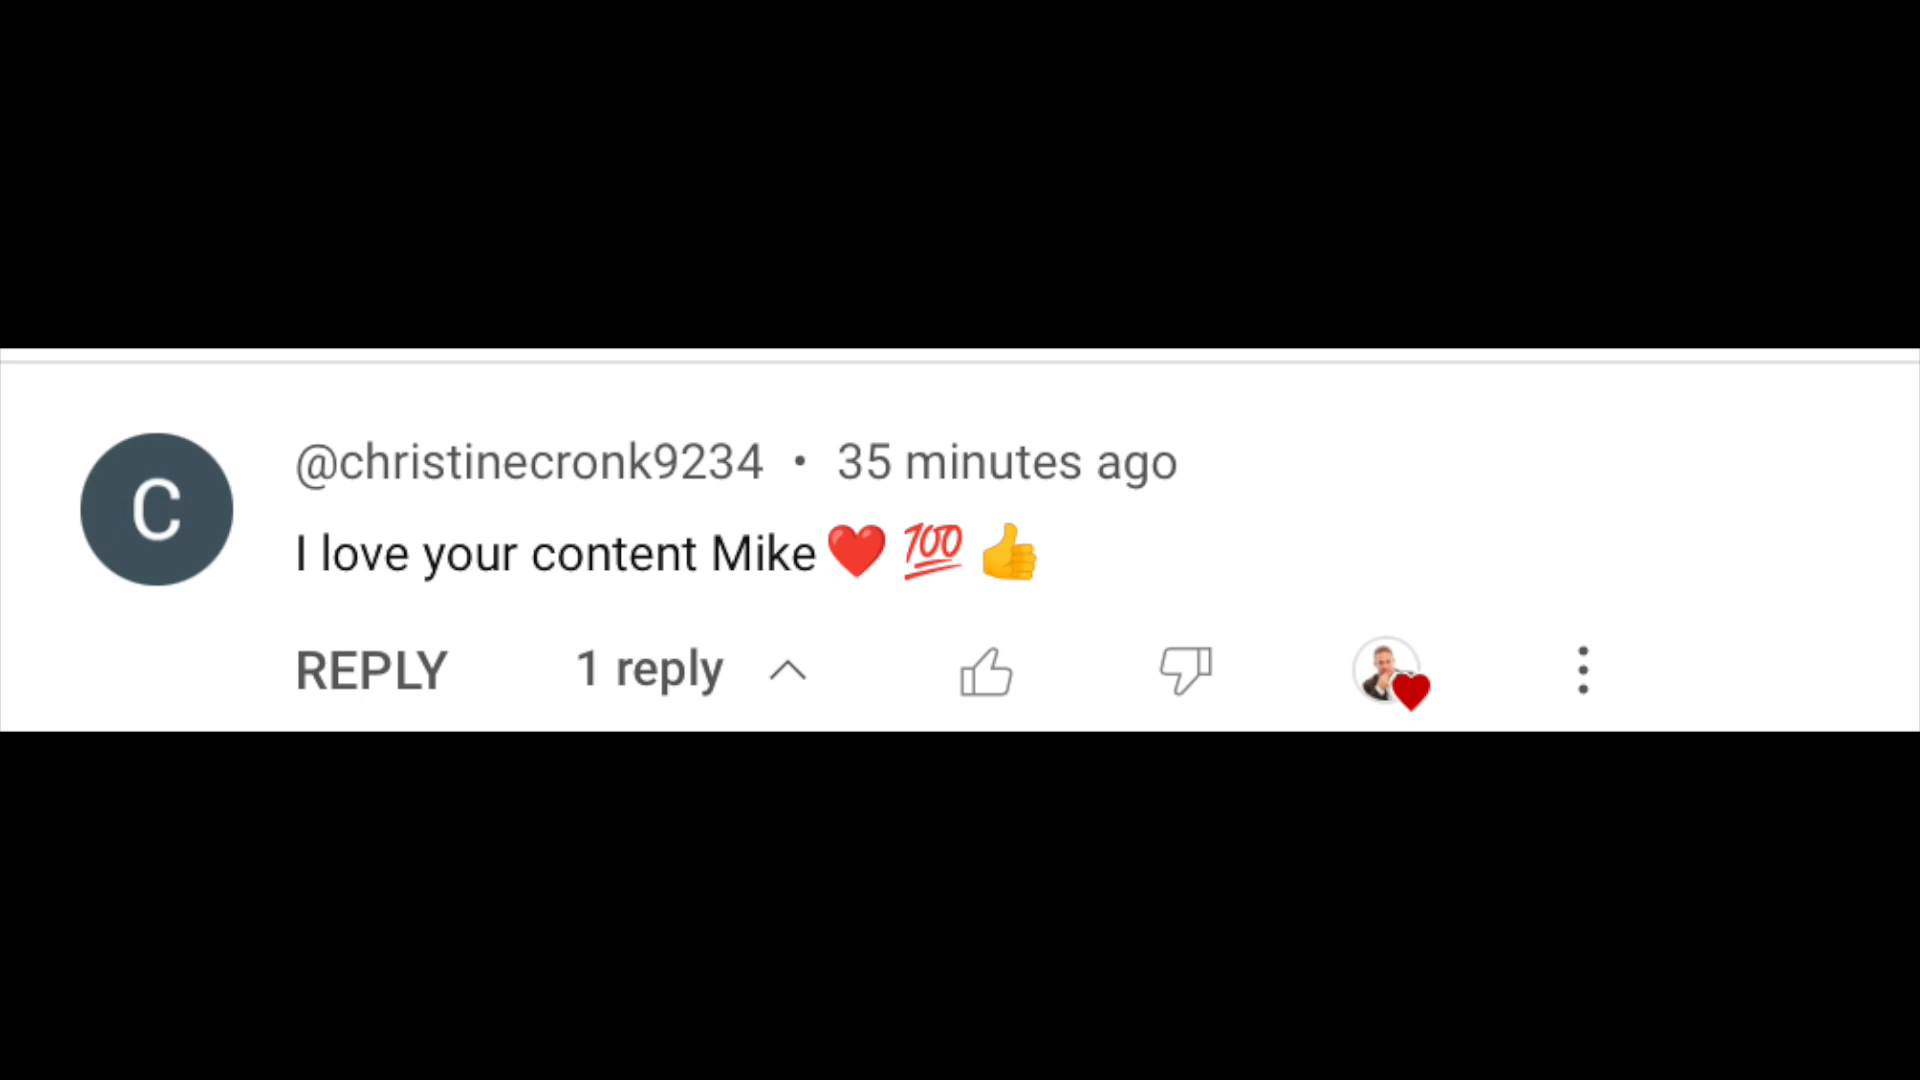 C
@christinecronk9234 • 35 minutes ago
I love your content Mike❤️💯👍
REPLY 1 reply